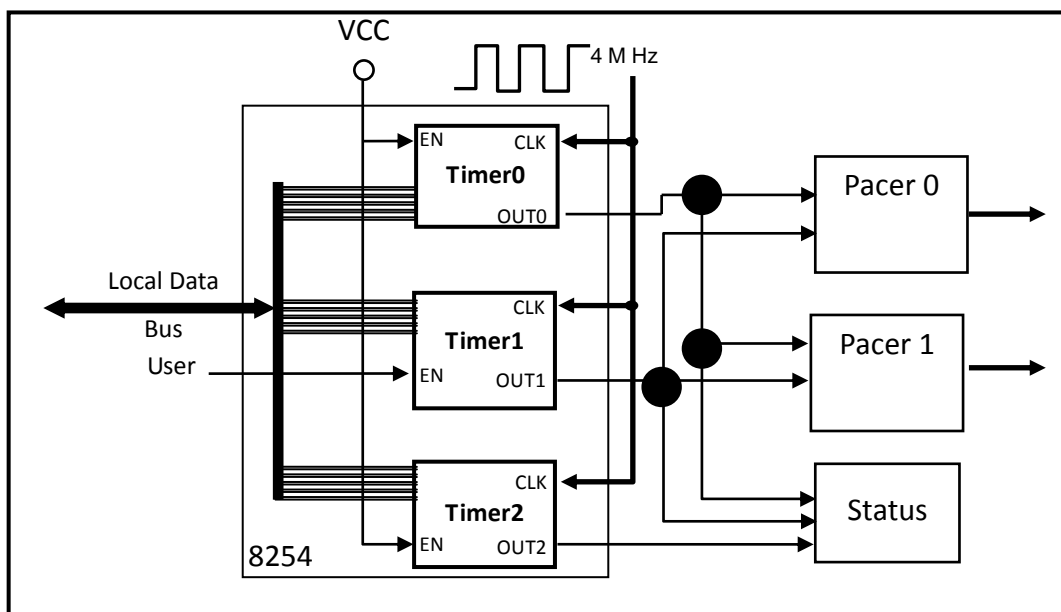 VCC
4 M Hz
EN
CLK
Timer0
OUT0
Pacer 0
Local Data
Bus
CLK
Timer1
User
EN
OUT1
Pacer 1
CLK
Timer2
EN
OUT2
Status
8254